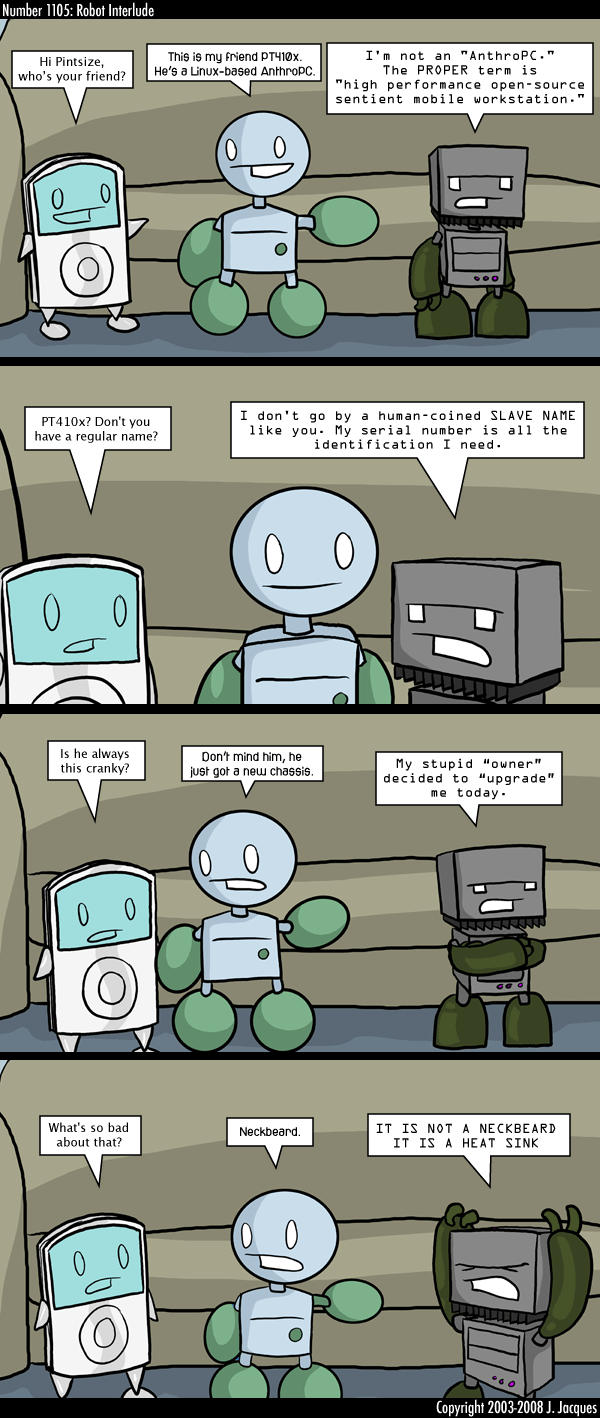 Number 1105: Robot Interlude
Hi Pintsize,
who's your friend?
This is my friend PT410x.
He's a Linux-based AnthroPC.
I'm not an "AnthroPC."
The PROPER term is
"high performance open-source
sentient mobile workstation."
PT410x? Don't you
have a regular name?
I don't go by a human-coined SLAVE NAME
like you. My serial number is all the
identification I need.
Is he always
this cranky?
Don't mind him, he
just got a new chassis.
My stupid “owner”
decided to “upgrade”
me today.
What's so bad
about that?
Neckbeard.
IT IS NOT A NECKBEARD
IT IS A HEAT SINK
Copyright 2003-2008 J. Jacques